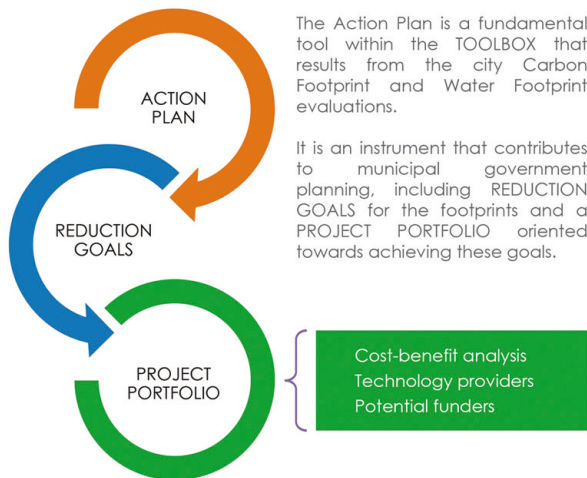 The Action Plan is a fundamental
tool within the TOOLBOX that
results from the city Carbon
Footprint and Water Footprint
evaluations.
It is an instrument that contributes
to municipal government
planning, including REDUCTION
GOALS for the footprints and a
PROJECT PORTFOLIO oriented
towards achieving these goals.
ACTION
PLAN
REDUCTION
GOALS
PROJECT
PORTFOLIO
Cost-benefit analysis
Technology providers
Potential funders